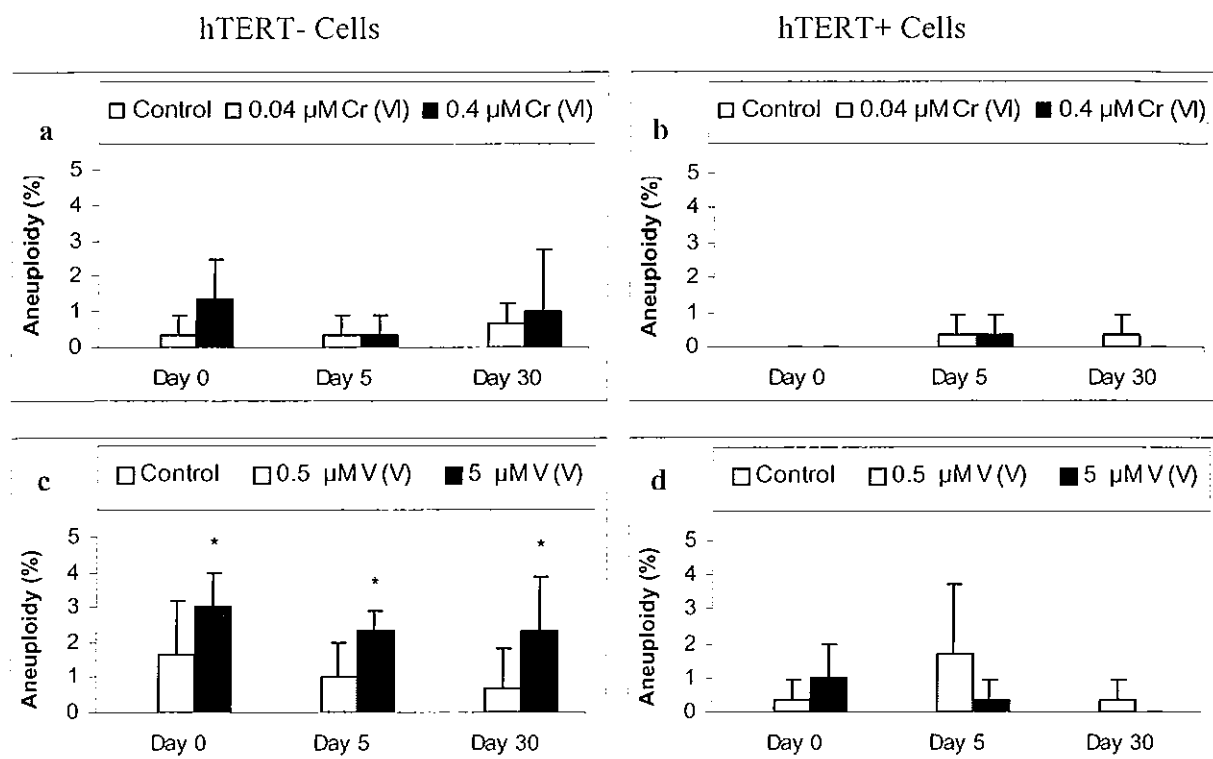 hTERT- Cells
hTERT+ Cells
a
Control 0.04 µM Cr (VI) 0.4 µM Cr (VI)
Aneuploidy (%)
5
4
3
2
1
0
Day 0 Day 5 Day 30
b
Control 0.04 µM Cr (VI) 0.4 µM Cr (VI)
Aneuploidy (%)
5
4
3
2
1
0
Day 0 Day 5 Day 30
c
Control 0.5 µM V (V) 5 µM V (V)
Aneuploidy (%)
5
4
3
2
1
0
* * *
Day 0 Day 5 Day 30
d
Control 0.5 µM V (V) 5 µM V (V)
Aneuploidy (%)
5
4
3
2
1
0
Day 0 Day 5 Day 30